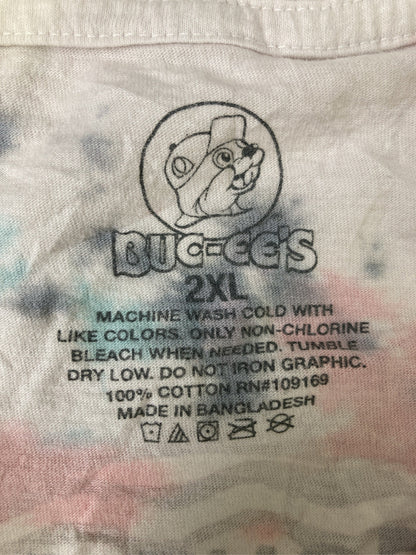 BUC-EE'S
2XL
MACHINE WASH COLD WITH
LIKE COLORS. ONLY NON-CHLORINE
BLEACH WHEN NEEDED. TUMBLE
DRY LOW. DO NOT IRON GRAPHIC.
100% COTTON RN#109169
MADE IN BANGLADESH